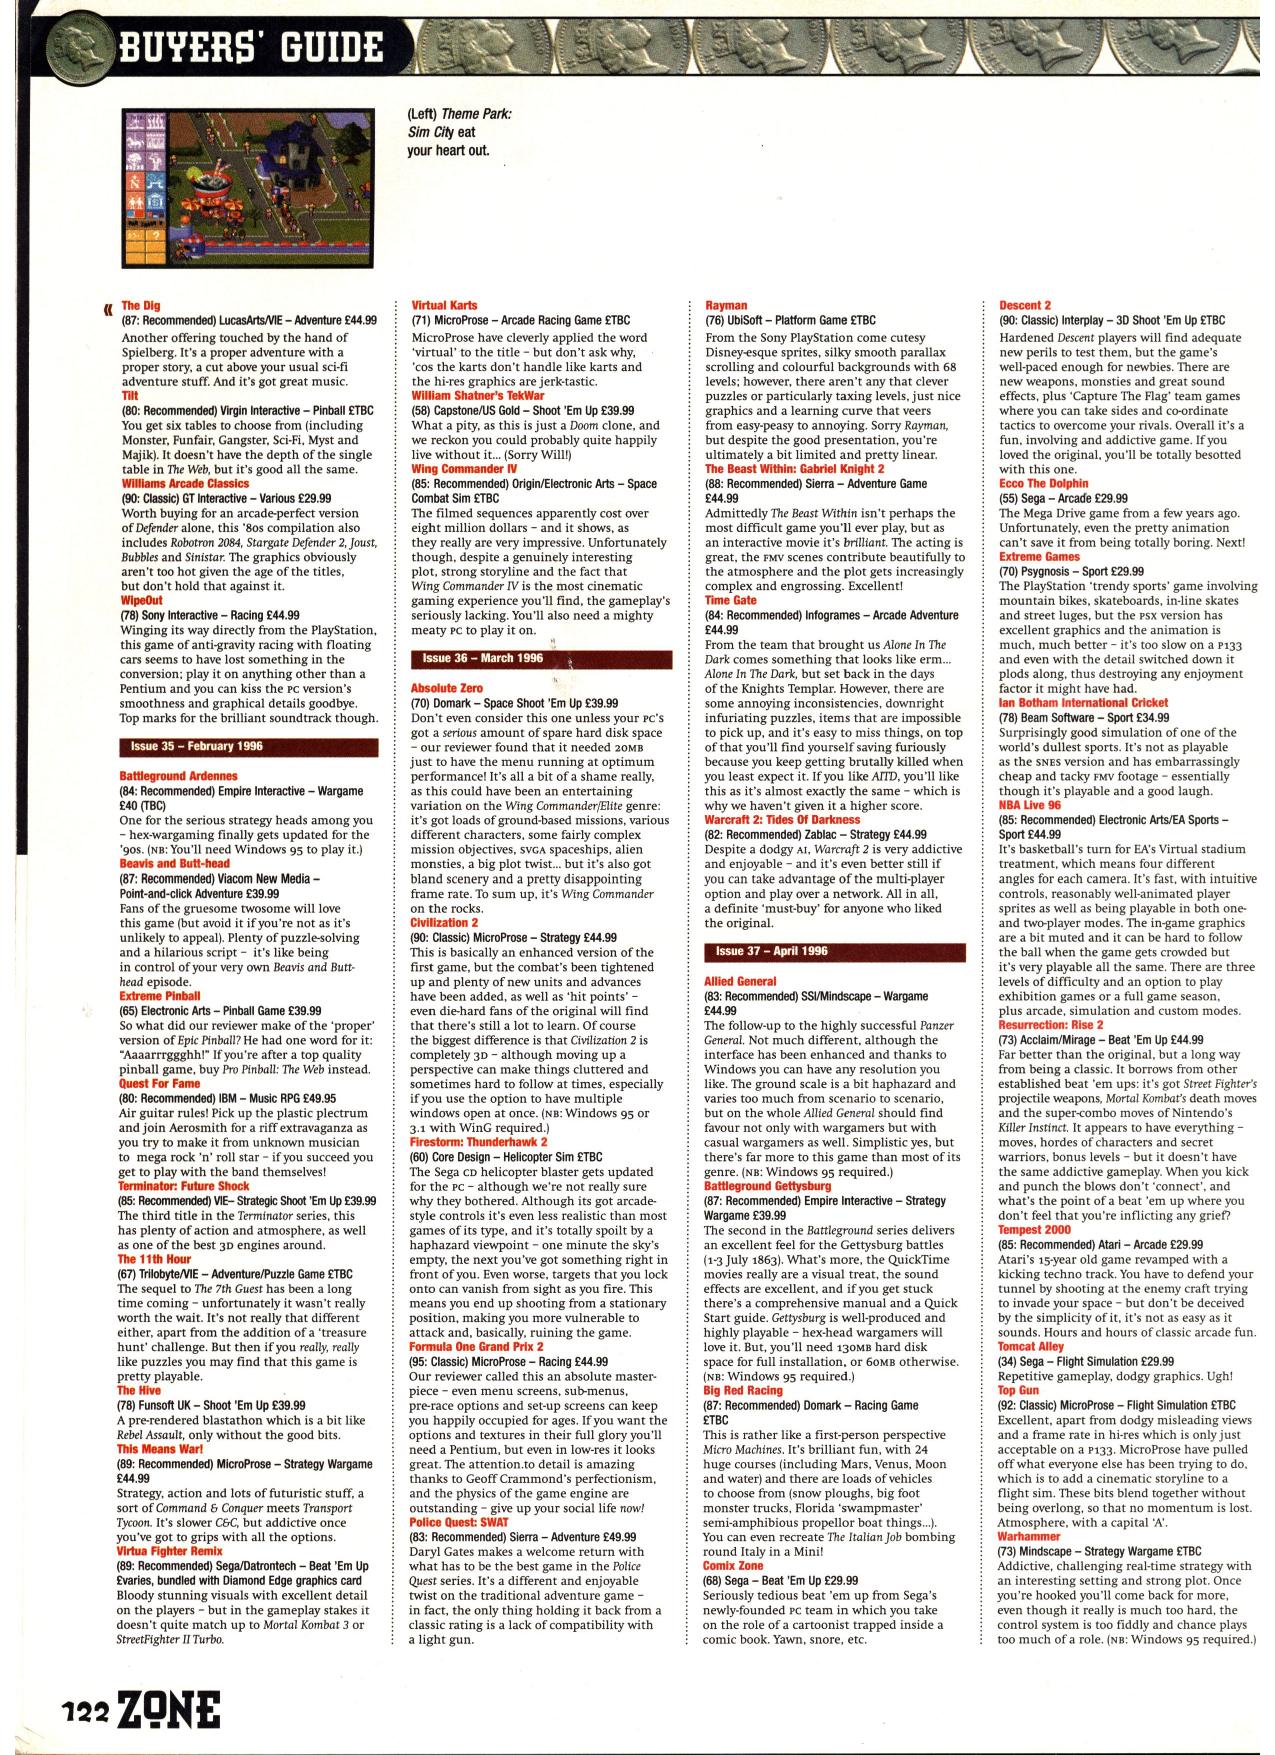 BUYERS' GUIDE
(Left) Theme Park:
Sim City eat
your heart out.
«
The Dig
(87: Recommended) LucasArts/VIE – Adventure £44.99
Another offering touched by the hand of
Spielberg. It's a proper adventure with a
proper story, a cut above your usual sci-fi
adventure stuff. And it's got great music.
Tilt
(80: Recommended) Virgin Interactive – Pinball £TBC
You get six tables to choose from (including
Monster, Funfair, Gangster, Sci-Fi, Myst and
Majik). It doesn't have the depth of the single
table in The Web, but it's good all the same.
Williams Arcade Classics
(90: Classic) GT Interactive – Various £29.99
Worth buying for an arcade-perfect version
of Defender alone, this '80s compilation also
includes Robotron 2084, Stargate Defender 2, Joust,
Bubbles and Sinistar. The graphics obviously
aren't too hot given the age of the titles,
but don't hold that against it.
WipeOut
(78) Sony Interactive – Racing £44.99
Winging its way directly from the PlayStation,
this game of anti-gravity racing with floating
cars seems to have lost something in the
conversion; play it on anything other than a
Pentium and you can kiss the PC version's
smoothness and graphical details goodbye.
Top marks for the brilliant soundtrack though.
Issue 35 – February 1996
Battleground Ardennes
(84: Recommended) Empire Interactive – Wargame
£40 (TBC)
One for the serious strategy heads among you
– hex-wargaming finally gets updated for the
'90s. (NB: You'll need Windows 95 to play it.)
Beavis and Butt-head
(87: Recommended) Viacom New Media –
Point-and-click Adventure £39.99
Fans of the gruesome twosome will love
this game (but avoid it if you're not as it's
unlikely to appeal). Plenty of puzzle-solving
and a hilarious script – it's like being
in control of your very own Beavis and Butt-
head episode.
Extreme Pinball
(65) Electronic Arts – Pinball Game £39.99
So what did our reviewer make of the 'proper'
version of Epic Pinball? He had one word for it:
"Aaaarrrggghh!" If you're after a top quality
pinball game, buy Pro Pinball: The Web instead.
Quest For Fame
(80: Recommended) IBM – Music RPG £49.95
Air guitar rules! Pick up the plastic plectrum
and join Aerosmith for a riff extravaganza as
you try to make it from unknown musician
to mega rock 'n' roll star – if you succeed you
get to play with the band themselves!
Terminator: Future Shock
(85: Recommended) VIE– Strategic Shoot 'Em Up £39.99
The third title in the Terminator series, this
has plenty of action and atmosphere, as well
as one of the best 3D engines around.
The 11th Hour
(67) Trilobyte/VIE – Adventure/Puzzle Game £TBC
The sequel to The 7th Guest has been a long
time coming – unfortunately it wasn't really
worth the wait. It's not really that different
either, apart from the addition of a 'treasure
hunt' challenge. But then if you really, really
like puzzles you may find that this game is
pretty playable.
The Hive
(78) Funsoft UK – Shoot 'Em Up £39.99
A pre-rendered blastathon which is a bit like
Rebel Assault, only without the good bits.
This Means War!
(89: Recommended) MicroProse – Strategy Wargame
£44.99
Strategy, action and lots of futuristic stuff, a
sort of Command & Conquer meets Transport
Tycoon. It's slower C&C, but addictive once
you've got to grips with all the options.
Virtua Fighter Remix
(89: Recommended) Sega/Datrontech – Beat 'Em Up
£varies, bundled with Diamond Edge graphics card
Bloody stunning visuals with excellent detail
on the players – but in the gameplay stakes it
doesn't quite match up to Mortal Kombat 3 or
StreetFighter II Turbo.
Virtual Karts
(71) MicroProse – Arcade Racing Game £TBC
MicroProse have cleverly applied the word
'virtual' to the title – but don't ask why,
'cos the karts don't handle like karts and
the hi-res graphics are jerk-tastic.
William Shatner's TekWar
(58) Capstone/US Gold – Shoot 'Em Up £39.99
What a pity, as this is just a Doom clone, and
we reckon you could probably quite happily
live without it... (Sorry Will!)
Wing Commander IV
(85: Recommended) Origin/Electronic Arts – Space
Combat Sim £TBC
The filmed sequences apparently cost over
eight million dollars – and it shows, as
they really are very impressive. Unfortunately
though, despite a genuinely interesting
plot, strong storyline and the fact that
Wing Commander IV is the most cinematic
gaming experience you'll find, the gameplay's
seriously lacking. You'll also need a mighty
meaty PC to play it on.
Issue 36 – March 1996
Absolute Zero
(70) Domark – Space Shoot 'Em Up £39.99
Don't even consider this one unless your PC's
got a serious amount of spare hard disk space
– our reviewer found that it needed 20MB
just to have the menu running at optimum
performance! It's all a bit of a shame really,
as this could have been an entertaining
variation on the Wing Commander/Elite genre:
it's got loads of ground-based missions, various
different characters, some fairly complex
mission objectives, SVGA spaceships, alien
monsties, a big plot twist... but it's also got
bland scenery and a pretty disappointing
frame rate. To sum up, it's Wing Commander
on the rocks.
Civilization 2
(90: Classic) MicroProse – Strategy £44.99
This is basically an enhanced version of the
first game, but the combat's been tightened
up and plenty of new units and advances
have been added, as well as 'hit points' –
even die-hard fans of the original will find
that there's still a lot to learn. Of course
the biggest difference is that Civilization 2 is
completely 3D – although moving up a
perspective can make things cluttered and
sometimes hard to follow at times, especially
if you use the option to have multiple
windows open at once. (NB: Windows 95 or
3.1 with WinG required.)
Firestorm: Thunderhawk 2
(60) Core Design – Helicopter Sim £TBC
The Sega CD helicopter blaster gets updated
for the PC – although we're not really sure
why they bothered. Although its got arcade-
style controls it's even less realistic than most
games of its type, and it's totally spoilt by a
haphazard viewpoint – one minute the sky's
empty, the next you've got something right in
front of you. Even worse, targets that you lock
onto can vanish from sight as you fire. This
means you end up shooting from a stationary
position, making you more vulnerable to
attack and, basically, ruining the game.
Formula One Grand Prix 2
(95: Classic) MicroProse – Racing £44.99
Our reviewer called this an absolute master-
piece – even menu screens, sub-menus,
pre-race options and set-up screens can keep
you happily occupied for ages. If you want the
options and textures in their full glory you'll
need a Pentium, but even in low-res it looks
great. The attention to detail is amazing
thanks to Geoff Crammond's perfectionism,
and the physics of the game engine are
outstanding – give up your social life now!
Police Quest: SWAT
(83: Recommended) Sierra – Adventure £49.99
Daryl Gates makes a welcome return with
what has to be the best game in the Police
Quest series. It's a different and enjoyable
twist on the traditional adventure game –
in fact, the only thing holding it back from a
classic rating is a lack of compatibility with
a light gun.
Rayman
(76) UbiSoft – Platform Game £TBC
From the Sony PlayStation come cutesy
Disney-esque sprites, silky smooth parallax
scrolling and colourful backgrounds with 68
levels; however, there aren't any that clever
puzzles or particularly taxing levels, just nice
graphics and a learning curve that veers
from easy-peasy to annoying. Sorry Rayman,
but despite the good presentation, you're
ultimately a bit limited and pretty linear.
The Beast Within: Gabriel Knight 2
(88: Recommended) Sierra – Adventure Game
£44.99
Admittedly The Beast Within isn't perhaps the
most difficult game you'll ever play, but as
an interactive movie it's brilliant. The acting is
great, the FMV scenes contribute beautifully to
the atmosphere and the plot gets increasingly
complex and engrossing. Excellent!
Time Gate
(84: Recommended) Infogrames – Arcade Adventure
£44.99
From the team that brought us Alone In The
Dark comes something that looks like erm...
Alone In The Dark, but set back in the days
of the Knights Templar. However, there are
some annoying inconsistencies, downright
infuriating puzzles, items that are impossible
to pick up, and it's easy to miss things, on top
of that you'll find yourself saving furiously
because you keep getting brutally killed when
you least expect it. If you like AITD, you'll like
this as it's almost exactly the same – which is
why we haven't given it a higher score.
Warcraft 2: Tides Of Darkness
(82: Recommended) Zablac – Strategy £44.99
Despite a dodgy AI, Warcraft 2 is very addictive
and enjoyable – and it's even better still if
you can take advantage of the multi-player
option and play over a network. All in all,
a definite 'must-buy' for anyone who liked
the original.
Issue 37 – April 1996
Allied General
(83: Recommended) SSI/Mindscape – Wargame
£44.99
The follow-up to the highly successful Panzer
General. Not much different, although the
interface has been enhanced and thanks to
Windows you can have any resolution you
like. The ground scale is a bit haphazard and
varies too much from scenario to scenario,
but on the whole Allied General should find
favour not only with wargamers but with
casual wargamers as well. Simplistic yes, but
there's far more to this game than most of its
genre. (NB: Windows 95 required.)
Battleground Gettysburg
(87: Recommended) Empire Interactive – Strategy
Wargame £39.99
The second in the Battleground series delivers
an excellent feel for the Gettysburg battles
(1-3 July 1863). What's more, the QuickTime
movies really are a visual treat, the sound
effects are excellent, and if you get stuck
there's a comprehensive manual and a Quick
Start guide. Gettysburg is well-produced and
highly playable – hex-head wargamers will
love it. But, you'll need 130MB hard disk
space for full installation, or 60MB otherwise.
(NB: Windows 95 required.)
Big Red Racing
(87: Recommended) Domark – Racing Game
£TBC
This is rather like a first-person perspective
Micro Machines. It's brilliant fun, with 24
huge courses (including Mars, Venus, Moon
and water) and there are loads of vehicles
to choose from (snow ploughs, big foot
monster trucks, Florida 'swampmaster'
semi-amphibious propellor boat things...).
You can even recreate The Italian Job bombing
round Italy in a Mini!
Comix Zone
(68) Sega – Beat 'Em Up £29.99
Seriously tedious beat 'em up from Sega's
newly-founded PC team in which you take
on the role of a cartoonist trapped inside a
comic book. Yawn, snore, etc.
Descent 2
(90: Classic) Interplay – 3D Shoot 'Em Up £TBC
Hardened Descent players will find adequate
new perils to test them, but the game's
well-paced enough for newbies. There are
new weapons, monsties and great sound
effects, plus 'Capture The Flag' team games
where you can take sides and co-ordinate
tactics to overcome your rivals. Overall it's a
fun, involving and addictive game. If you
loved the original, you'll be totally besotted
with this one.
Ecco The Dolphin
(55) Sega – Arcade £29.99
The Mega Drive game from a few years ago.
Unfortunately, even the pretty animation
can't save it from being totally boring. Next!
Extreme Games
(70) Psygnosis – Sport £29.99
The PlayStation 'trendy sports' game involving
mountain bikes, skateboards, in-line skates
and street luges, but the PSX version has
excellent graphics and the animation is
much, much better – it's too slow on a P133
and even with the detail switched down it
plods along, thus destroying any enjoyment
factor it might have had.
Ian Botham International Cricket
(78) Beam Software – Sport £34.99
Surprisingly good simulation of one of the
world's dullest sports. It's not as playable
as the SNES version and has embarrassingly
cheap and tacky FMV footage – essentially
though it's playable and a good laugh.
NBA Live 96
(85: Recommended) Electronic Arts/EA Sports –
Sport £44.99
It's basketball's turn for EA's Virtual stadium
treatment, which means four different
angles for each camera. It's fast, with intuitive
controls, reasonably well-animated player
sprites as well as being playable in both one-
and two-player modes. The in-game graphics
are a bit muted and it can be hard to follow
the ball when the game gets crowded but
it's very playable all the same. There are three
levels of difficulty and an option to play
exhibition games or a full game season,
plus arcade, simulation and custom modes.
Resurrection: Rise 2
(73) Acclaim/Mirage – Beat 'Em Up £44.99
Far better than the original, but a long way
from being a classic. It borrows from other
established beat 'em ups: it's got Street Fighter's
projectile weapons, Mortal Kombat's death moves
and the super-combo moves of Nintendo's
Killer Instinct. It appears to have everything –
moves, hordes of characters and secret
warriors, bonus levels – but it doesn't have
the same addictive gameplay. When you kick
and punch the blows don't 'connect', and
what's the point of a beat 'em up where you
don't feel that you're inflicting any grief?
Tempest 2000
(85: Recommended) Atari – Arcade £29.99
Atari's 15-year old game revamped with a
kicking techno track. You have to defend your
tunnel by shooting at the enemy craft trying
to invade your space – but don't be deceived
by the simplicity of it, it's not as easy as it
sounds. Hours and hours of classic arcade fun.
Tomcat Alley
(34) Sega – Flight Simulation £29.99
Repetitive gameplay, dodgy graphics. Ugh!
Top Gun
(92: Classic) MicroProse – Flight Simulation £TBC
Excellent, apart from dodgy misleading views
and a frame rate in hi-res which is only just
acceptable on a P133. MicroProse have pulled
off what everyone else has been trying to do,
which is to add a cinematic storyline to a
flight sim. These bits blend together without
being overlong, so that no momentum is lost.
Atmosphere, with a capital 'A'.
Warhammer
(73) Mindscape – Strategy Wargame £TBC
Addictive, challenging real-time strategy with
an interesting setting and strong plot. Once
you're hooked you'll come back for more,
even though it really is much too hard, the
control system is too fiddly and chance plays
too much of a role. (NB: Windows 95 required.)
122 ZONE